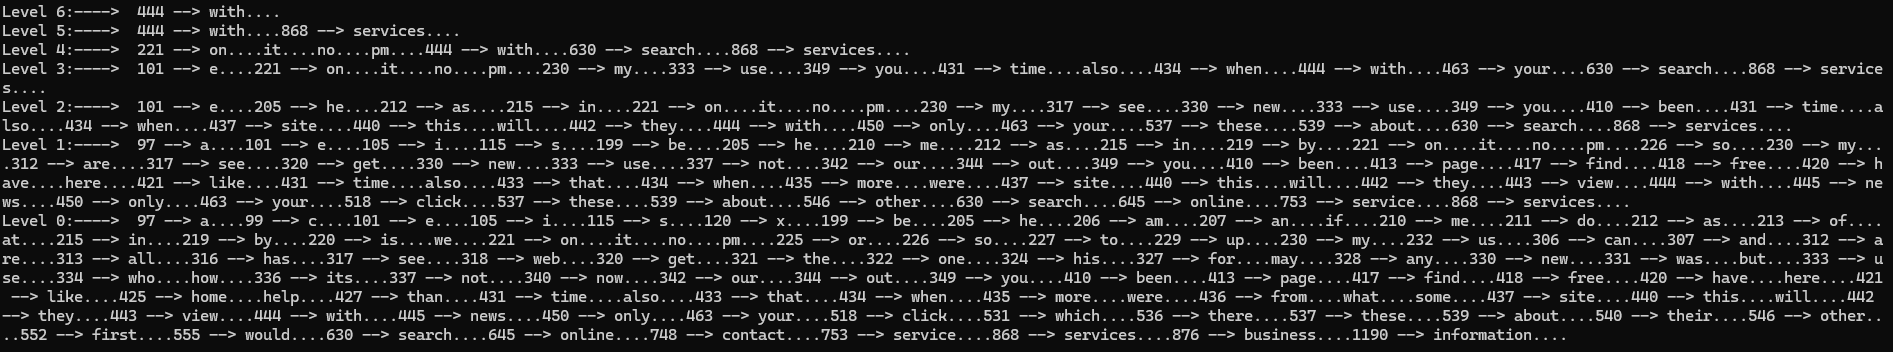 Level 6:---->  444 --> with....
Level 5:---->  444 --> with....868 --> services....
Level 4:---->  221 --> on....it....no....pm....444 --> with....630 --> search....868 --> services....
Level 3:---->  101 --> e....221 --> on....it....no....pm....230 --> my....333 --> use....349 --> you....431 --> time....also....434 --> when....444 --> with....463 --> your....630 --> search....868 --> service
s....
Level 2:---->  101 --> e....205 --> he....212 --> as....215 --> in....221 --> on....it....no....pm....230 --> my....317 --> see....330 --> new....333 --> use....349 --> you....410 --> been....431 --> time....a
lso....434 --> when....437 --> site....440 --> this....will....442 --> they....444 --> with....450 --> only....463 --> your....537 --> these....539 --> about....630 --> search....868 --> services....
Level 1:---->  97 --> a....101 --> e....105 --> i....115 --> s....199 --> be....205 --> he....210 --> me....212 --> as....215 --> in....219 --> by....221 --> on....it....no....pm....226 --> so....230 --> my...
.312 --> are....317 --> see....320 --> get....330 --> new....333 --> use....337 --> not....342 --> our....344 --> out....349 --> you....410 --> been....413 --> page....417 --> find....418 --> free....420 --> h
ave....here....421 --> like....431 --> time....also....433 --> that....434 --> when....435 --> more....were....437 --> site....440 --> this....will....442 --> they....443 --> view....444 --> with....445 --> ne
ws....450 --> only....463 --> your....518 --> click....537 --> these....539 --> about....546 --> other....630 --> search....645 --> online....753 --> service....868 --> services....
Level 0:---->  97 --> a....99 --> c....101 --> e....105 --> i....115 --> s....120 --> x....199 --> be....205 --> he....206 --> am....207 --> an....if....210 --> me....211 --> do....212 --> as....213 --> of....
at....215 --> in....219 --> by....220 --> is....we....221 --> on....it....no....pm....225 --> or....226 --> so....227 --> to....229 --> up....230 --> my....232 --> us....306 --> can....307 --> and....312 --> a
re....313 --> all....316 --> has....317 --> see....318 --> web....320 --> get....321 --> the....322 --> one....324 --> his....327 --> for....may....328 --> any....330 --> new....331 --> was....but....333 --> u
se....334 --> who....how....336 --> its....337 --> not....340 --> now....342 --> our....344 --> out....349 --> you....410 --> been....413 --> page....417 --> find....418 --> free....420 --> have....here....421
 --> like....425 --> home....help....427 --> than....431 --> time....also....433 --> that....434 --> when....435 --> more....were....436 --> from....what....some....437 --> site....440 --> this....will....442
--> they....443 --> view....444 --> with....445 --> news....450 --> only....463 --> your....518 --> click....531 --> which....536 --> there....537 --> these....539 --> about....540 --> their....546 --> other..
..552 --> first....555 --> would....630 --> search....645 --> online....748 --> contact....753 --> service....868 --> services....876 --> business....1190 --> information....